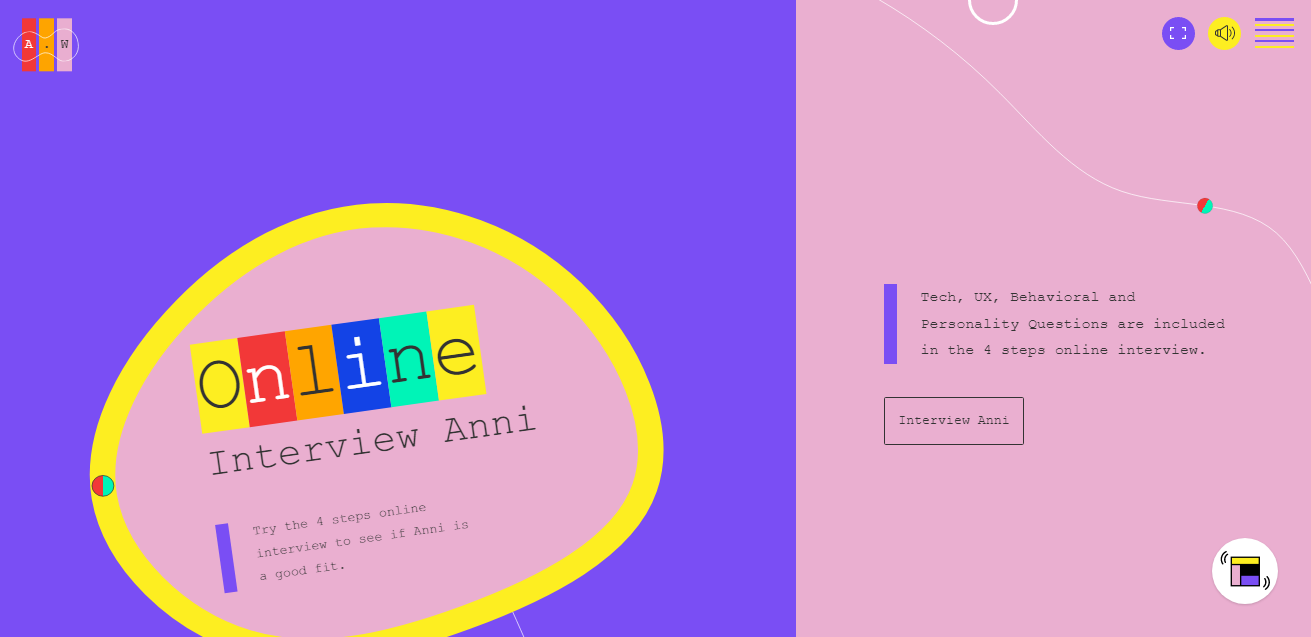 A.W
Online
Interview Anni
Try the 4 steps online
interview to see if Anni is
a good fit.
Tech, UX, Behavioral and
Personality Questions are included
in the 4 steps online interview.
Interview Anni